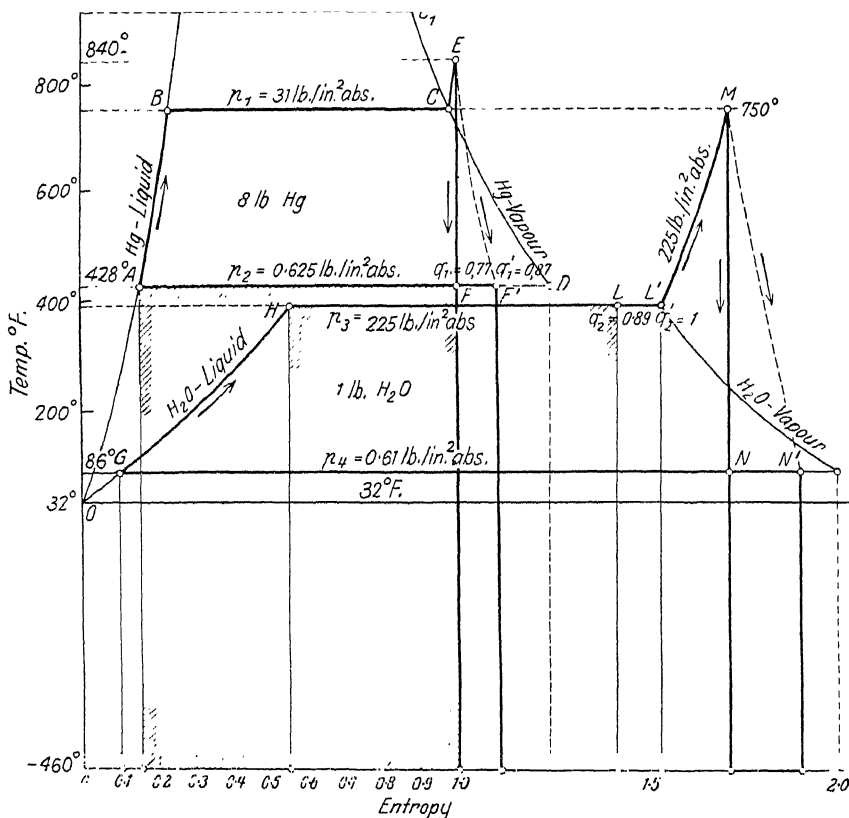 C₁
840°
E
800°
B
p₁ = 31 lb./in.² abs.
C
M
750°
Hg-Liquid
600°
8 lb Hg
Hg-Vapour
225 lb./in.² abs.
428° A
p₂ = 0.625 lb./in.² abs.
q₁ = 0,77 q₁' = 0,87
D
F
F'
L
L'
400°
H
p₃ = 225 lb./in² abs
q₂ = 0.89 q₂' = 1
Temp. °F.
H₂O-Liquid
1 lb. H₂O
200°
H₂O-Vapour
86° G
p₄ = 0.61 lb./in.² abs.
N
N'
32°F.
32°
0
-460°
0.1 0.2 0.3 0.4 0.5 0.6 0.7 0.8 0.9 1.0 1.5 2.0
Entropy